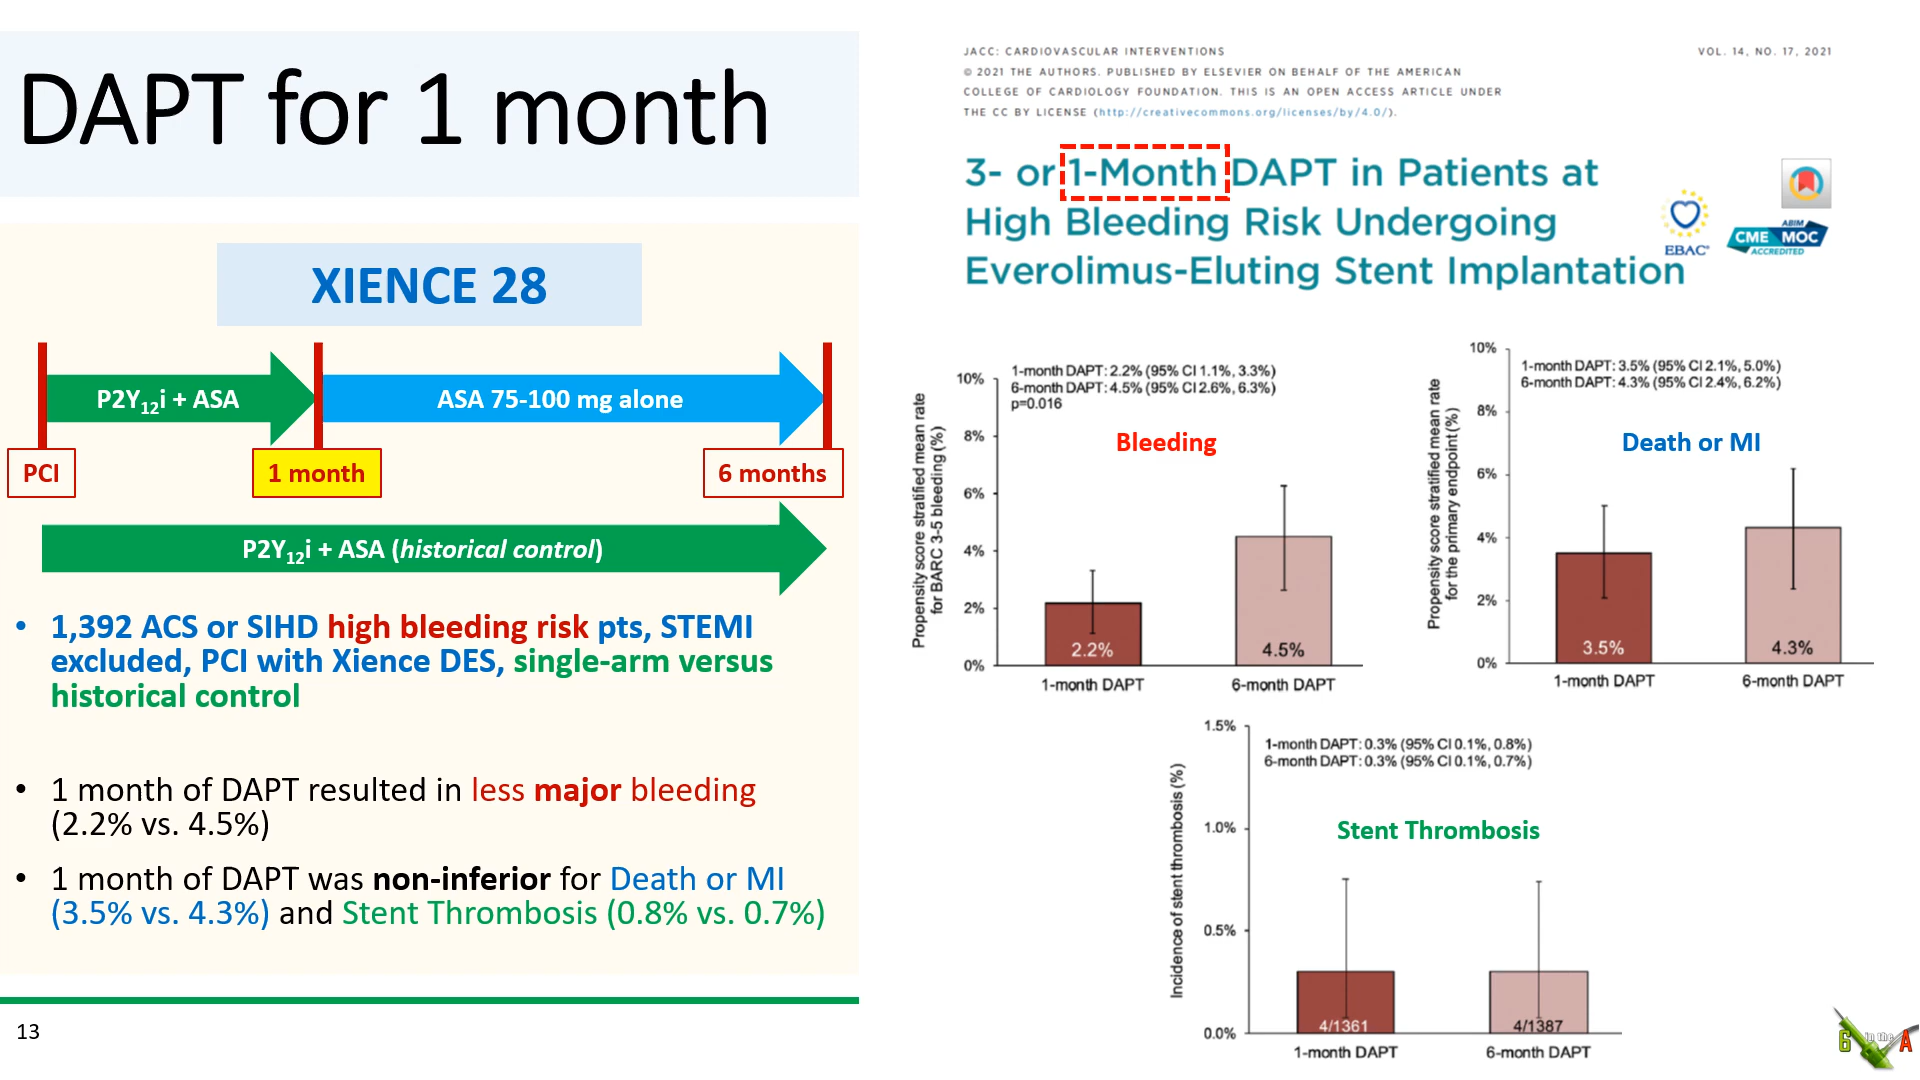 DAPT for 1 month
XIENCE 28
P2Y12i + ASA
ASA 75-100 mg alone
PCI
1 month
6 months
P2Y12i + ASA (historical control)
• 1,392 ACS or SIHD high bleeding risk pts, STEMI
excluded, PCI with Xience DES, single-arm versus
historical control
• 1 month of DAPT resulted in less major bleeding
(2.2% vs. 4.5%)
• 1 month of DAPT was non-inferior for Death or MI
(3.5% vs. 4.3%) and Stent Thrombosis (0.8% vs. 0.7%)
13
JACC: CARDIOVASCULAR INTERVENTIONS
VOL. 14, NO. 17, 2021
© 2021 THE AUTHORS. PUBLISHED BY ELSEVIER ON BEHALF OF THE AMERICAN
COLLEGE OF CARDIOLOGY FOUNDATION. THIS IS AN OPEN ACCESS ARTICLE UNDER
THE CC BY LICENSE (http://creativecommons.org/licenses/by/4.0/).
3- or 1-Month DAPT in Patients at
High Bleeding Risk Undergoing
Everolimus-Eluting Stent Implantation
EBAC®
ABIM
CME MOC
ACCREDITED
Propensity score stratified mean rate
for BARC 3-5 bleeding (%)
1-month DAPT: 2.2% (95% CI 1.1%, 3.3%)
6-month DAPT: 4.5% (95% CI 2.6%, 6.3%)
p=0.016
Bleeding
10%
8%
6%
4%
2%
0%
2.2%
4.5%
1-month DAPT
6-month DAPT
Propensity score stratified mean rate
for the primary endpoint (%)
1-month DAPT: 3.5% (95% CI 2.1%, 5.0%)
6-month DAPT: 4.3% (95% CI 2.4%, 6.2%)
Death or MI
10%
8%
6%
4%
2%
0%
3.5%
4.3%
1-month DAPT
6-month DAPT
Incidence of stent thrombosis (%)
1-month DAPT: 0.3% (95% CI 0.1%, 0.8%)
6-month DAPT: 0.3% (95% CI 0.1%, 0.7%)
Stent Thrombosis
1.5%
1.0%
0.5%
0.0%
4/1361
4/1387
1-month DAPT
6-month DAPT
6 in the A